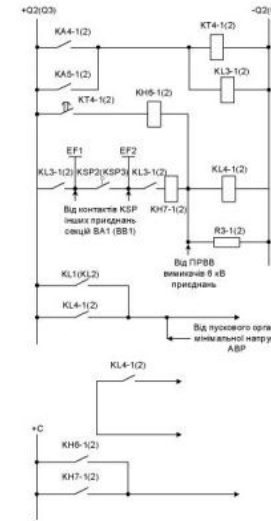 +Q2(Q3)
-Q2(
KA4-1(2)
KT4-1(2)
KA5-1(2)
KL3-1(2)
KT4-1(2)
KH6-1(2)
EF1
EF2
KL3-1(2)
KSP2(KSP3)
KL3-1(2)
KL4-1(2)
KH7-1(2)
Від контактів KSP
інших приєднань
секцій ВА1 (ВВ1)
R3-1(2)
Від ПРВВ
вимикачів 6 кВ
приєднань
KL1(KL2)
KL4-1(2)
Від пускового орга
мінімальної напру
АВР
KL4-1(2)
+C
KH6-1(2)
KH7-1(2)